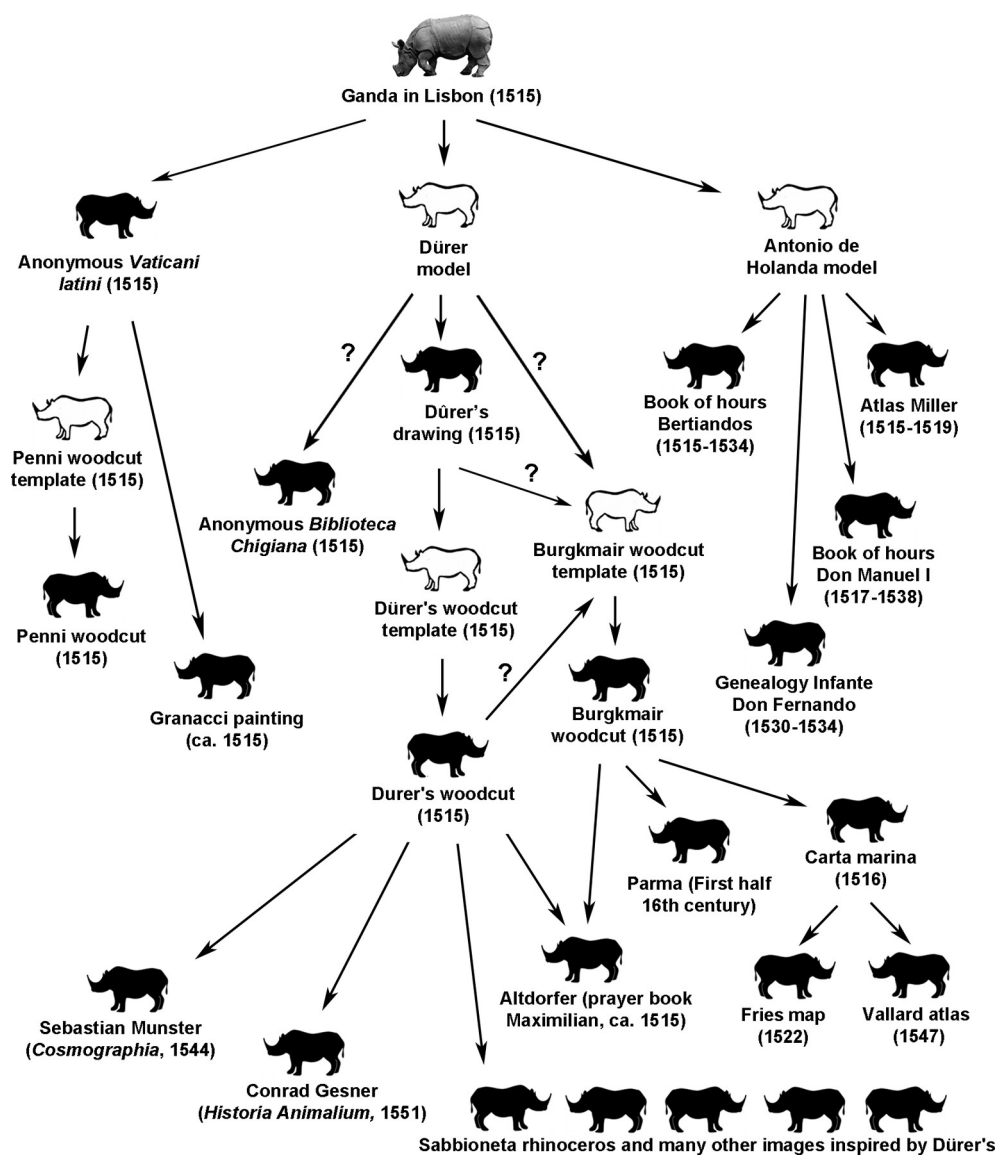 Ganda in Lisbon (1515)
Anonymous Vaticani
latini (1515)
Dürer
model
Antonio de
Holanda model
?
?
Book of hours
Bertiandos
(1515-1534)
Atlas Miller
(1515-1519)
Dûrer’s
drawing (1515)
Penni woodcut
template (1515)
?
Anonymous Biblioteca
Chigiana (1515)
Burgkmair woodcut
template (1515)
Book of hours
Don Manuel I
(1517-1538)
Dürer's woodcut
template (1515)
Penni woodcut
(1515)
?
Granacci painting
(ca. 1515)
Burgkmair
woodcut (1515)
Genealogy Infante
Don Fernando
(1530-1534)
Durer's woodcut
(1515)
Parma (First half
16th century)
Carta marina
(1516)
Sebastian Munster
(Cosmographia, 1544)
Altdorfer (prayer book
Maximilian, ca. 1515)
Fries map
(1522)
Vallard atlas
(1547)
Conrad Gesner
(Historia Animalium, 1551)
Sabbioneta rhinoceros and many other images inspired by Dürer's